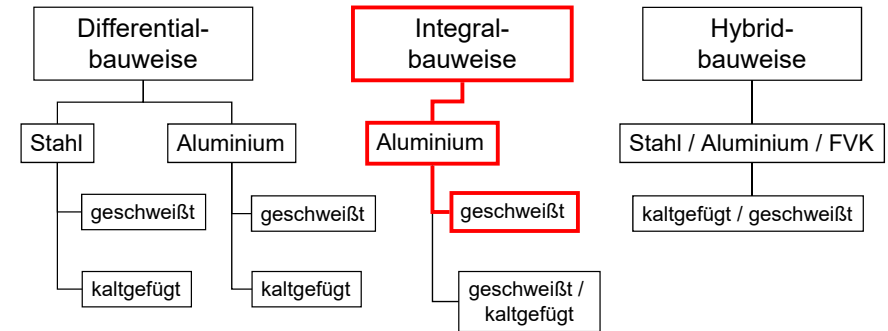 Differential-
bauweise
Integral-
bauweise
Hybrid-
bauweise
Stahl
Aluminium
Aluminium
Stahl / Aluminium / FVK
geschweißt
geschweißt
geschweißt
kaltgefügt / geschweißt
kaltgefügt
kaltgefügt
geschweißt /
kaltgefügt